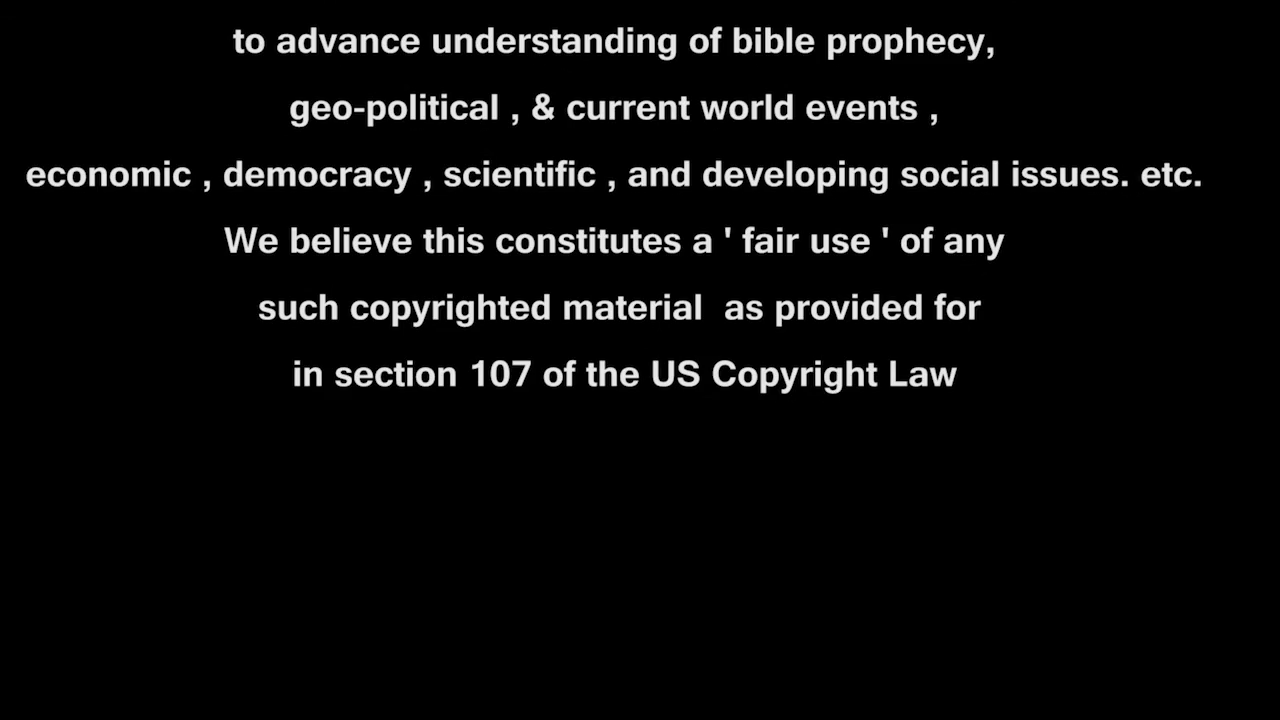 to advance understanding of bible prophecy,
geo-political , & current world events ,
economic , democracy , scientific , and developing social issues. etc.
We believe this constitutes a ' fair use ' of any
such copyrighted material  as provided for
in section 107 of the US Copyright Law